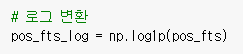 # 로그 변환
pos_fts_log = np.log1p(pos_fts)